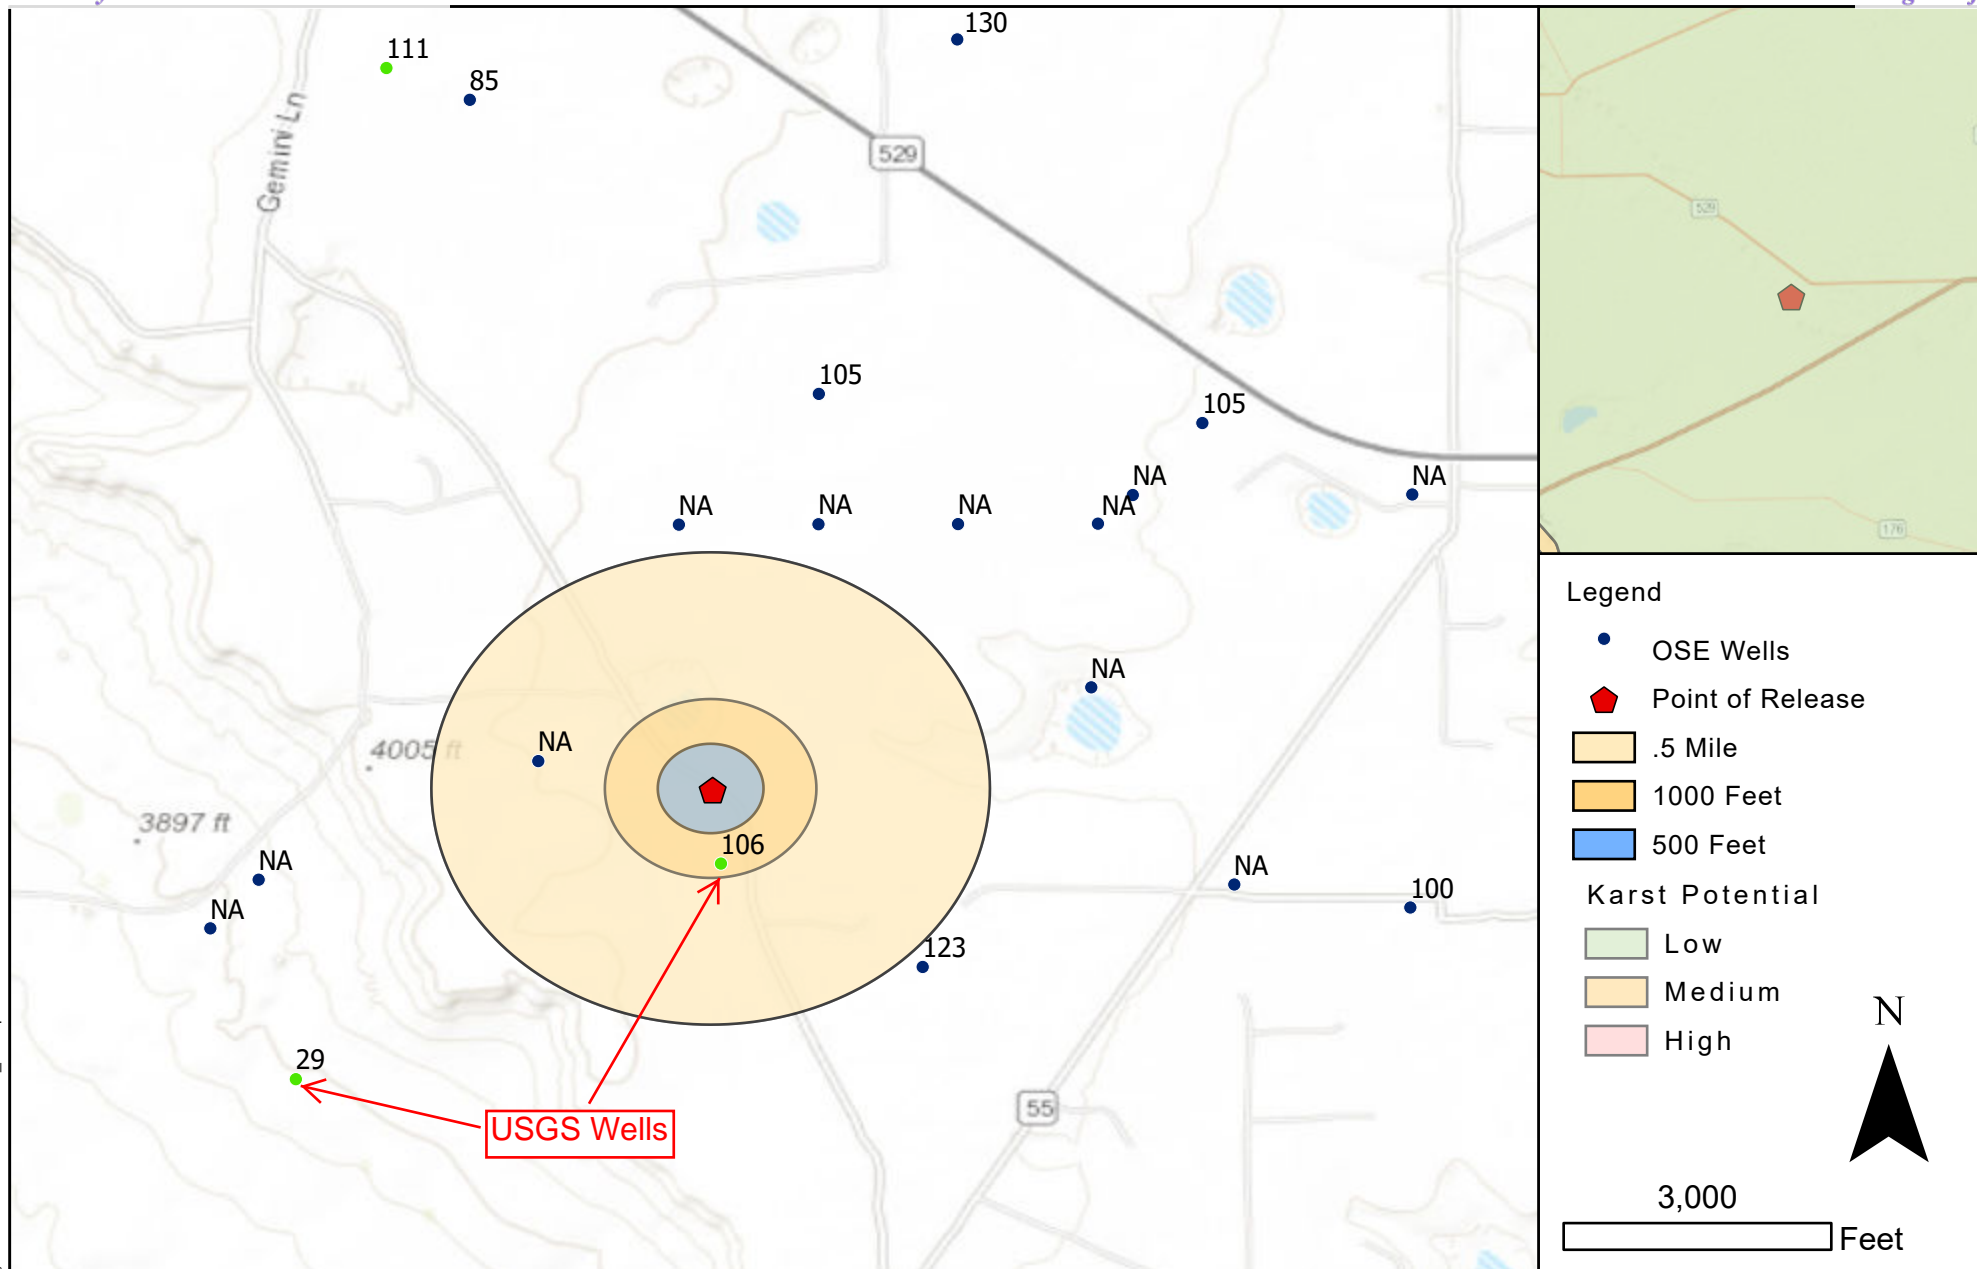 130
111
85
Gemini Ln
529
105
105
NA
NA
NA
NA
NA
NA
NA
NA
4005 ft
3897 ft
106
NA
NA
NA
100
123
29
USGS Wells
55
529
176
Legend
OSE Wells
Point of Release
.5 Mile
1000 Feet
500 Feet
Karst Potential
Low
Medium
High
N
3,000
Feet